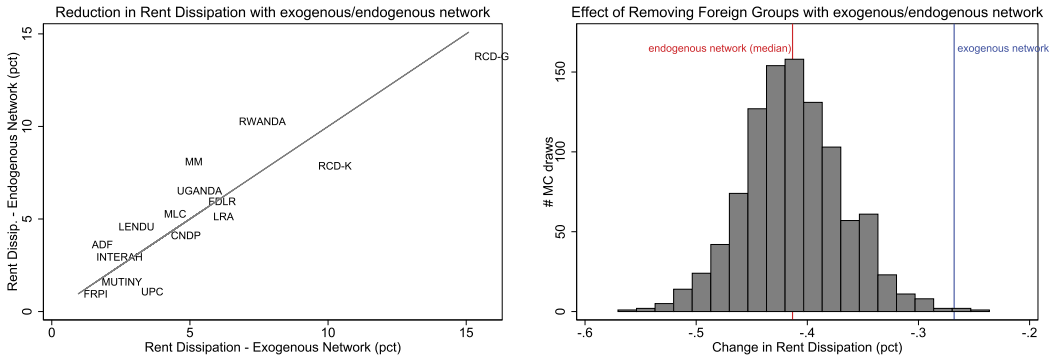 Reduction in Rent Dissipation with exogenous/endogenous network
Rent Dissip. - Endogenous Network (pct)
15
10
5
0
RCD-G
RWANDA
MM
RCD-K
UGANDA
FDLR
MLC
LRA
LENDU
CNDP
ADF
INTERAH
MUTINY
FRPI
UPC
0 5 10 15
Rent Dissipation - Exogenous Network (pct)
Effect of Removing Foreign Groups with exogenous/endogenous network
endogenous network (median)
exogenous network
# MC draws
150
100
50
0
-.6 -.5 -.4 -.3 -.2
Change in Rent Dissipation (pct)